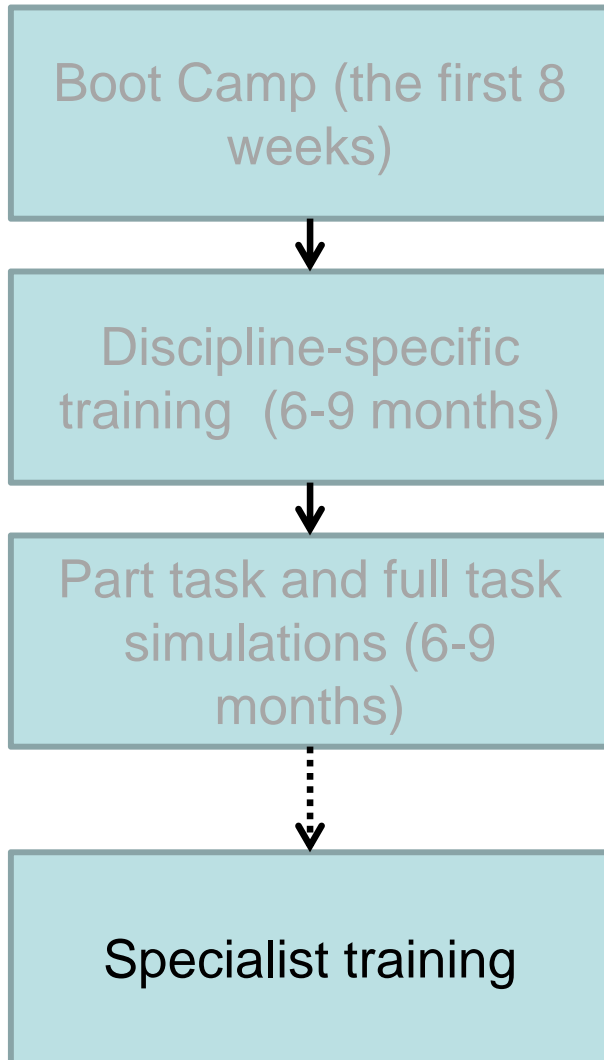 Boot Camp (the first 8
weeks)
Discipline-specific
training (6-9 months)
Part task and full task
simulations (6-9
months)
Specialist training